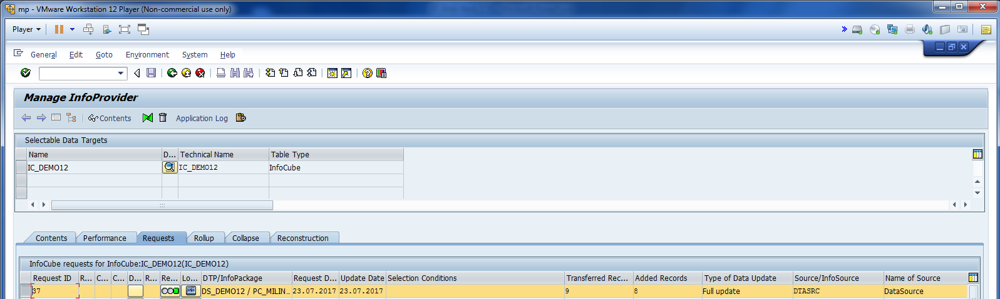 mp - VMware Workstation 12 Player (Non-commercial use only)
Player
General Edit Goto Environment System Help
Manage InfoProvider
Contents Application Log
Selectable Data Targets
Name D... Technical Name Table Type
IC_DEMO12 IC_DEMO12 InfoCube
Contents Performance Requests Rollup Collapse Reconstruction
InfoCube requests for InfoCube:IC_DEMO12(IC_DEMO12)
Request ID R... C... C... D... R... Re... Lo... DTP/InfoPackage Request D... Update Date Selection Conditions Transferred Rec... Added Records Type of Data Update Source/InfoSource Name of Source
37 DS_DEMO12 / PC_MILIN... 23.07.2017 23.07.2017 9 8 Full update DTASRC DataSource